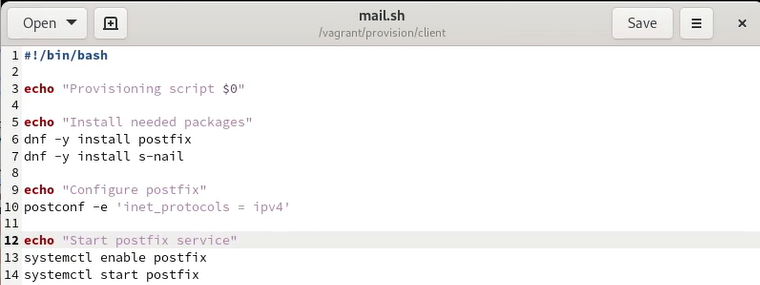 Open
mail.sh
/vagrant/provision/client
Save
1 #!/bin/bash
2
3 echo "Provisioning script $0"
4
5 echo "Install needed packages"
6 dnf -y install postfix
7 dnf -y install s-nail
8
9 echo "Configure postfix"
10 postconf -e 'inet_protocols = ipv4'
11
12 echo "Start postfix service"
13 systemctl enable postfix
14 systemctl start postfix